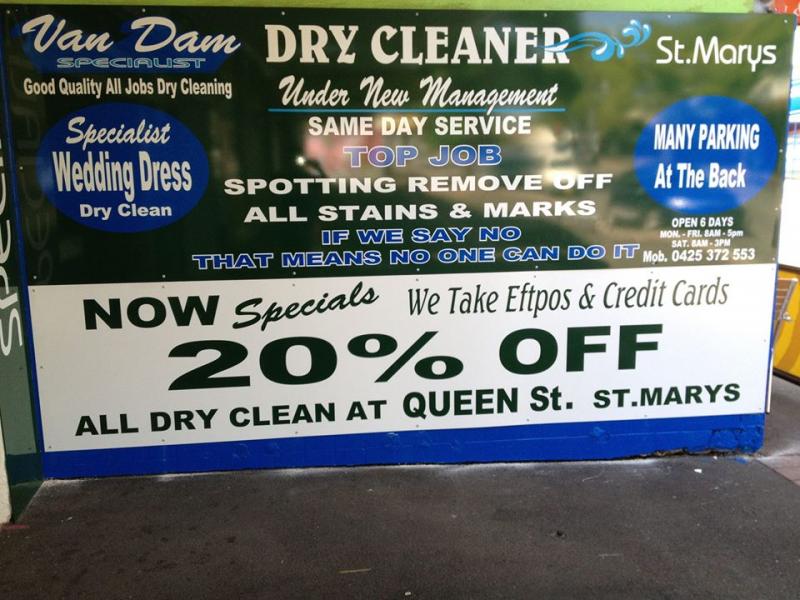 Van Dam
SPECIALIST
Good Quality All Jobs Dry Cleaning
DRY CLEANER
St.Marys
Under New Management
SAME DAY SERVICE
TOP JOB
SPOTTING REMOVE OFF
ALL STAINS & MARKS
IF WE SAY NO
THAT MEANS NO ONE CAN DO IT
Specialist
Wedding Dress
Dry Clean
MANY PARKING
At The Back
OPEN 6 DAYS
MON. - FRI. 8AM - 5pm
SAT. 8AM - 3PM
Mob. 0425 372 553
NOW Specials We Take Eftpos & Credit Cards
20% OFF
ALL DRY CLEAN AT QUEEN St. ST.MARYS